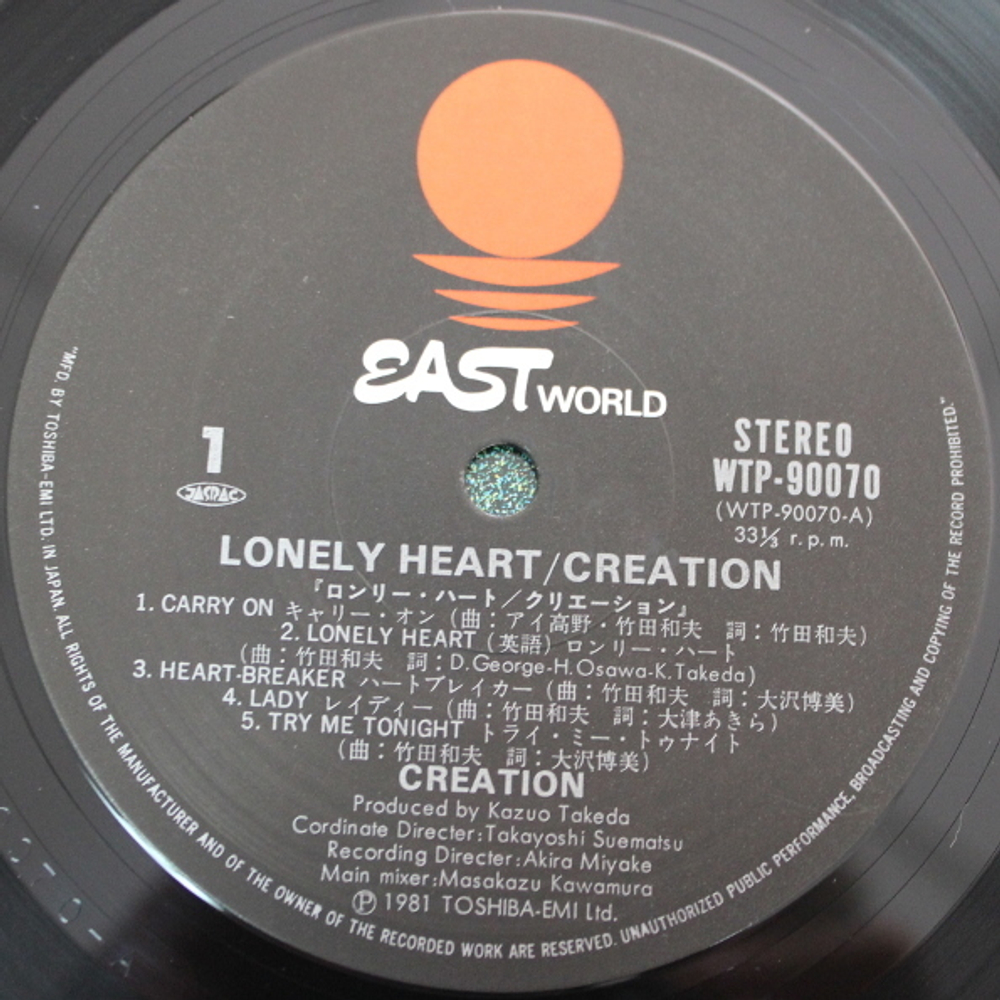 EAST WORLD
1
JASRAC
STEREO
WTP-90070
(WTP-90070-A)
33⅓ r.p.m.
LONELY HEART/CREATION
『ロンリー・ハート/クリエーション』
1. CARRY ON キャリー・オン (曲:アイ高野・竹田和夫 詞:竹田和夫)
2. LONELY HEART (英語) ロンリー・ハート
(曲:竹田和夫 詞:D.George-H.Osawa-K.Takeda)
3. HEART-BREAKER ハートブレイカー (曲:竹田和夫 詞:大沢博美)
4. LADY レイディー (曲:竹田和夫 詞:大津あきら)
5. TRY ME TONIGHT トライ・ミー・トゥナイト
(曲:竹田和夫 詞:大沢博美)
CREATION
Produced by Kazuo Takeda
Cordinate Directer:Takayoshi Suematsu
Recording Directer:Akira Miyake
Main mixer:Masakazu Kawamura
Ⓟ 1981 TOSHIBA-EMI Ltd.
"MFD. BY TOSHIBA-EMI LTD. IN JAPAN. ALL RIGHTS OF THE MANUFACTURER AND OF THE OWNER OF THE RECORDED WORK ARE RESERVED. UNAUTHORIZED PUBLIC PERFORMANCE, BROADCASTING AND COPYING OF THE RECORD PROHIBITED."